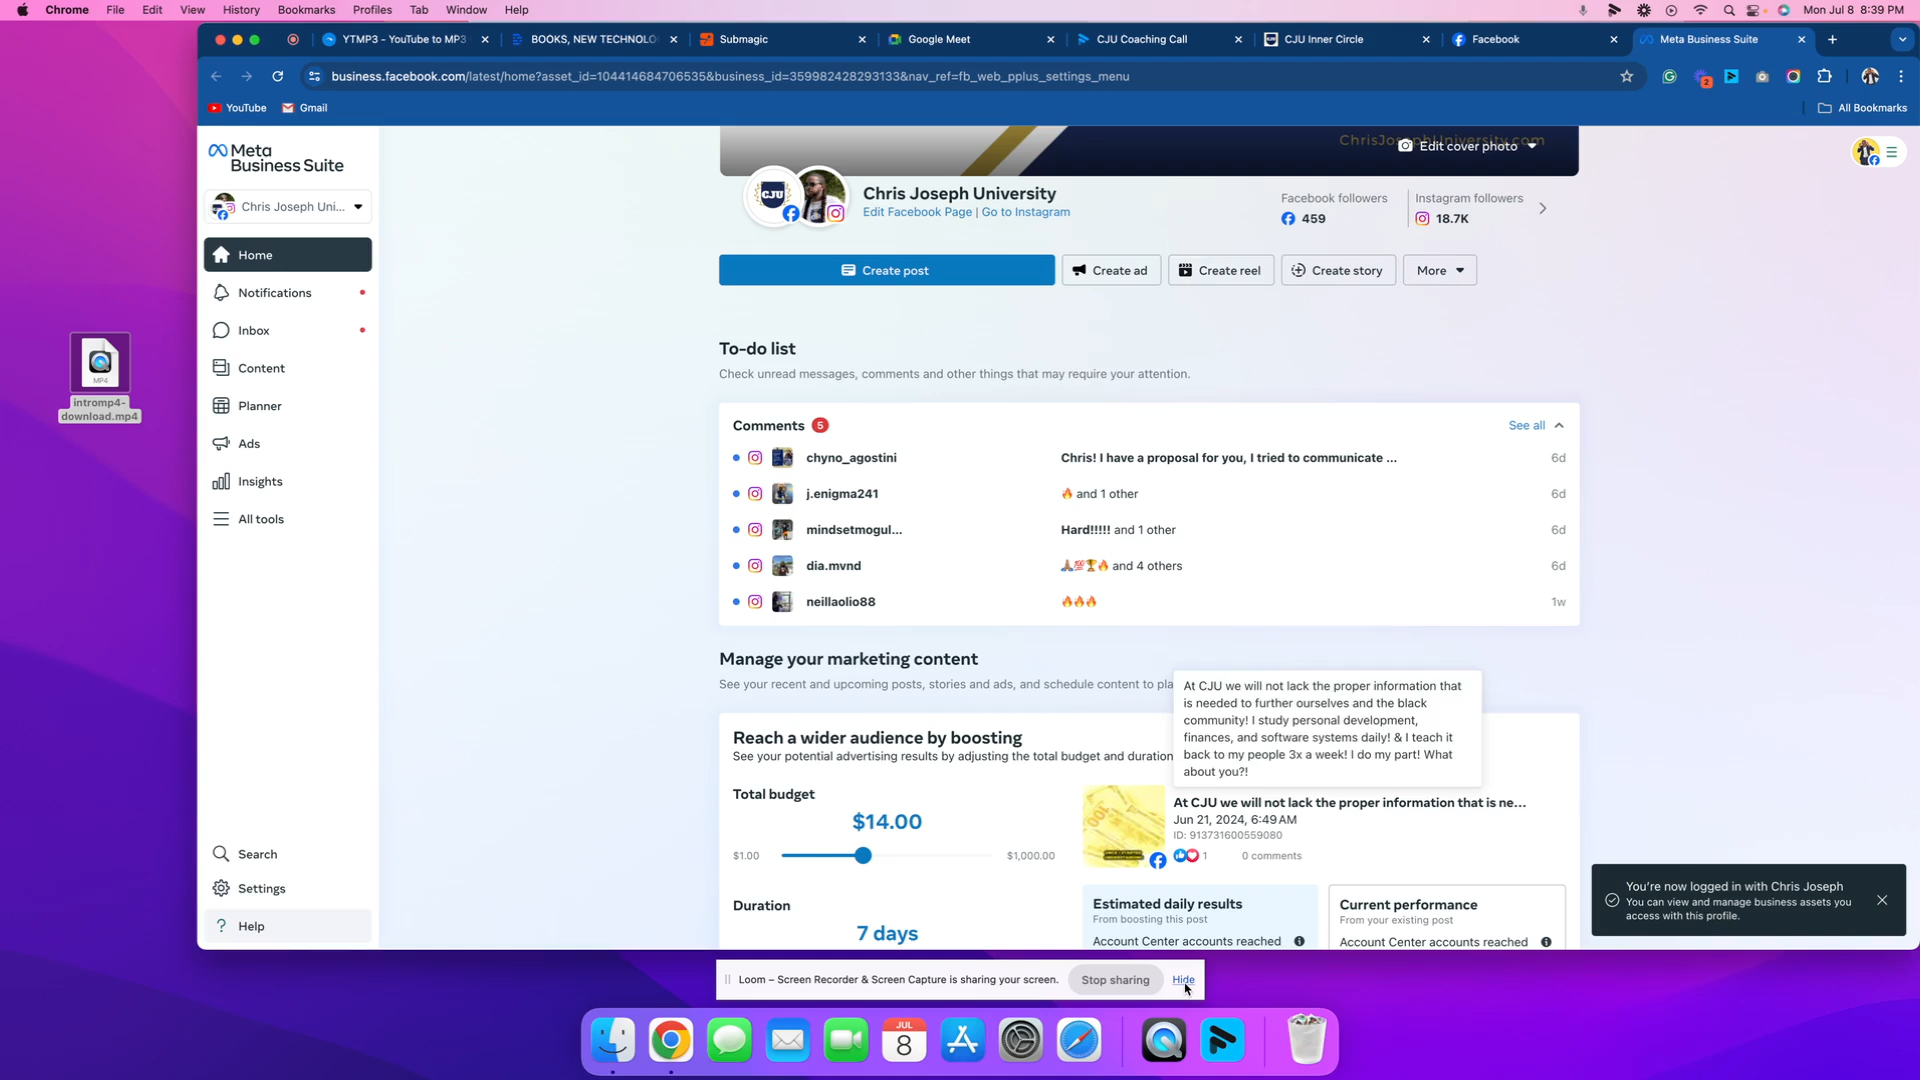 Chrome File Edit View History Bookmarks Profiles Tab Window Help Mon Jul 8 8:39 PM
YTMP3 - YouTube to MP3 BOOKS, NEW TECHNOLO Submagic Google Meet CJU Coaching Call CJU Inner Circle Facebook Meta Business Suite
business.facebook.com/latest/home?asset_id=104414684706535&business_id=359982428293133&nav_ref=fb_web_pplus_settings_menu
2
YouTube Gmail All Bookmarks
Meta
Business Suite
Chris Joseph Uni...
Home
Notifications
Inbox
Content
Planner
Ads
Insights
All tools
Search
Settings
Help
MP4
intromp4-
download.mp4
ChrisJosephUniversity.com
Edit cover photo
CJU
Chris Joseph University
Edit Facebook Page | Go to Instagram
Facebook followers
459
Instagram followers
18.7K
Create post Create ad Create reel Create story More
To-do list
Check unread messages, comments and other things that may require your attention.
Comments 5 See all
chyno_agostini Chris! I have a proposal for you, I tried to communicate ... 6d
j.enigma241 🔥 and 1 other 6d
mindsetmogul... Hard!!!!! and 1 other 6d
dia.mvnd 🙏🏽💯🏆🔥 and 4 others 6d
neillaolio88 🔥🔥🔥 1w
Manage your marketing content
See your recent and upcoming posts, stories and ads, and schedule content to pla
At CJU we will not lack the proper information that
is needed to further ourselves and the black
community! I study personal development,
finances, and software systems daily! & I teach it
back to my people 3x a week! I do my part! What
about you?!
Reach a wider audience by boosting
See your potential advertising results by adjusting the total budget and duration
Total budget
$14.00
$1.00 $1,000.00
Duration
7 days
At CJU we will not lack the proper information that is ne...
Jun 21, 2024, 6:49 AM
ID: 913731600559080
1 0 comments
Estimated daily results
From boosting this post
Account Center accounts reached
Current performance
From your existing post
Account Center accounts reached
You're now logged in with Chris Joseph
You can view and manage business assets you
access with this profile.
Loom – Screen Recorder & Screen Capture is sharing your screen. Stop sharing Hide
JUL
8